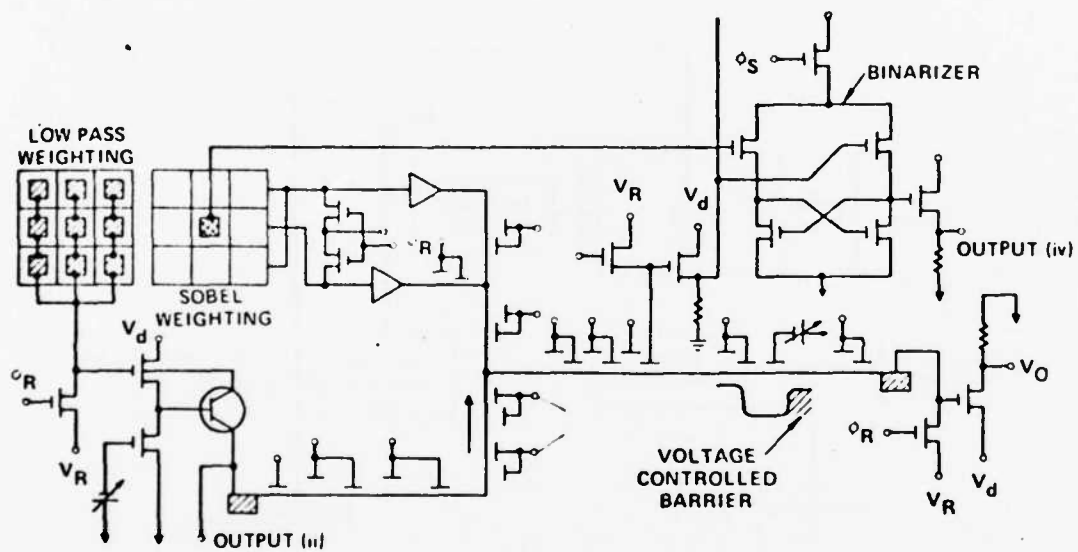 LOW PASS
WEIGHTING
SOBEL
WEIGHTING
ϕS
BINARIZER
VR
Vd
OUTPUT (iv)
R
Vd
R
VR
OUTPUT (ii)
VOLTAGE
CONTROLLED
BARRIER
ϕR
VO
VR
Vd